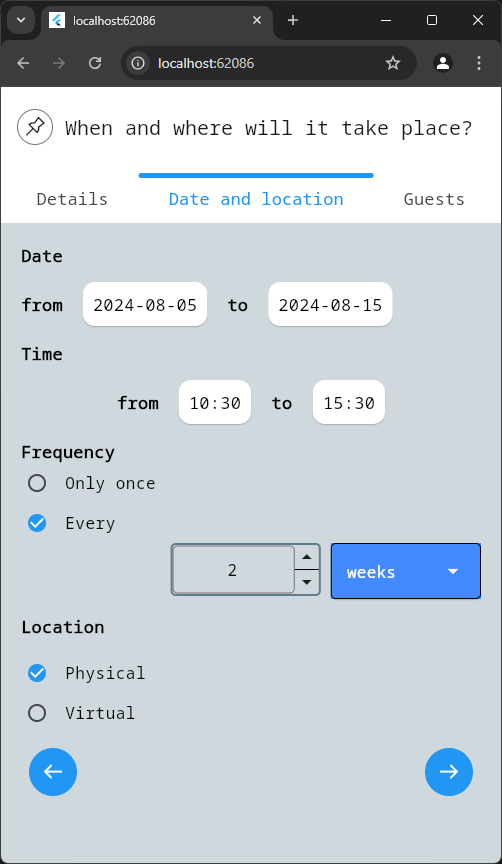 localhost:62086
localhost:62086
When and where will it take place?
Details Date and location Guests
Date
from 2024-08-05 to 2024-08-15
Time
from 10:30 to 15:30
Frequency
Only once
Every
2 weeks
Location
Physical
Virtual